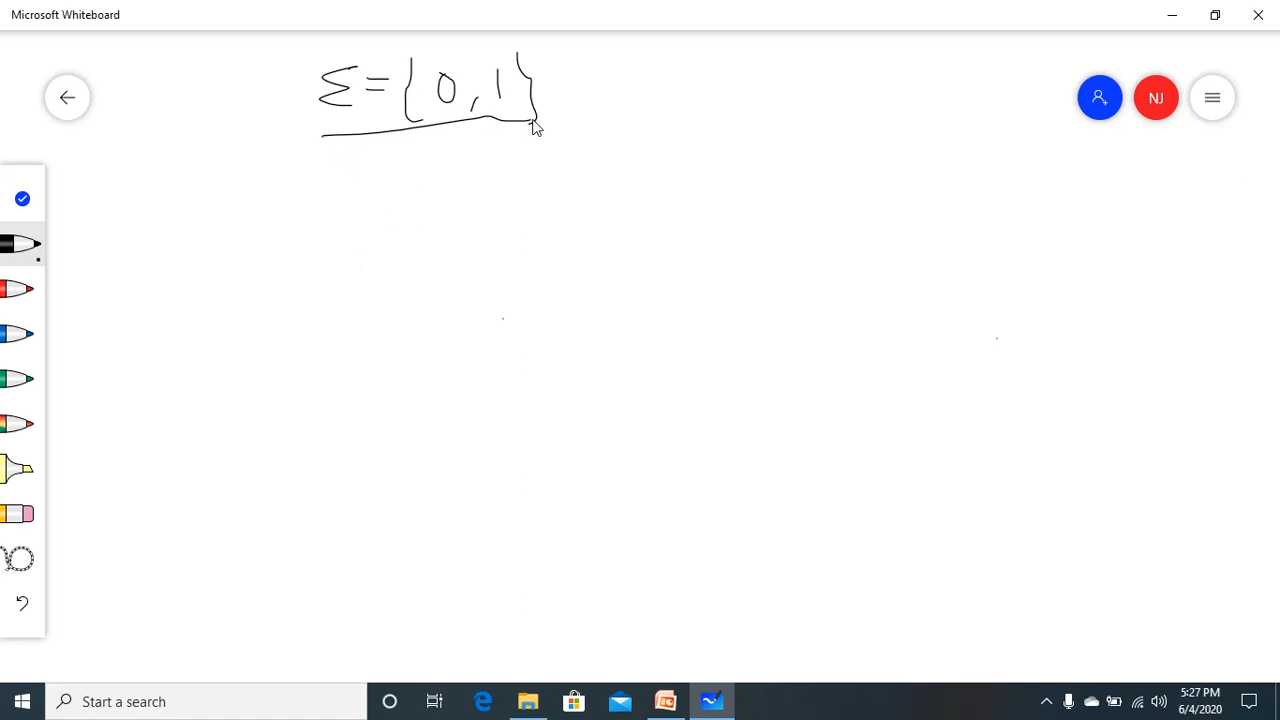 Microsoft Whiteboard
Σ = { 0 , 1 }
NJ
Start a search
5:27 PM
6/4/2020